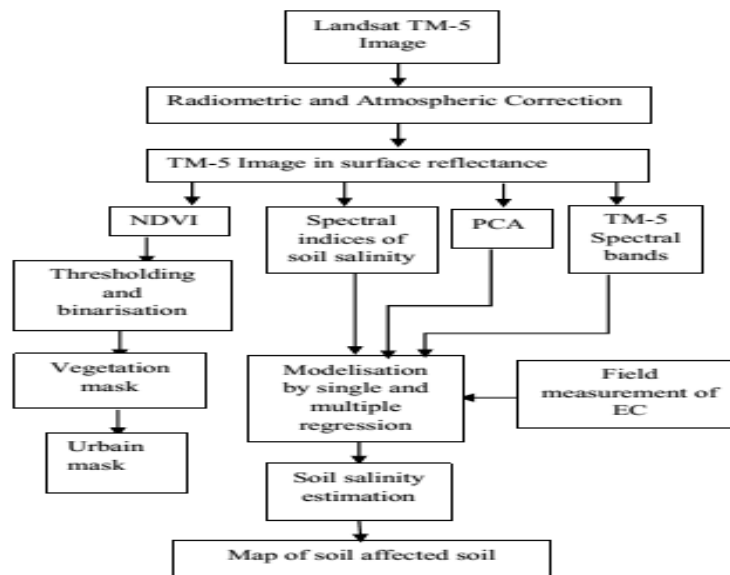 Landsat TM-5
Image
Radiometric and Atmospheric Correction
TM-5 Image in surface reflectance
NDVI
Spectral
indices of
soil salinity
PCA
TM-5
Spectral
bands
Thresholding
and
binarisation
Vegetation
mask
Urbain
mask
Modelisation
by single and
multiple
regression
Field
measurement of
EC
Soil salinity
estimation
Map of soil affected soil